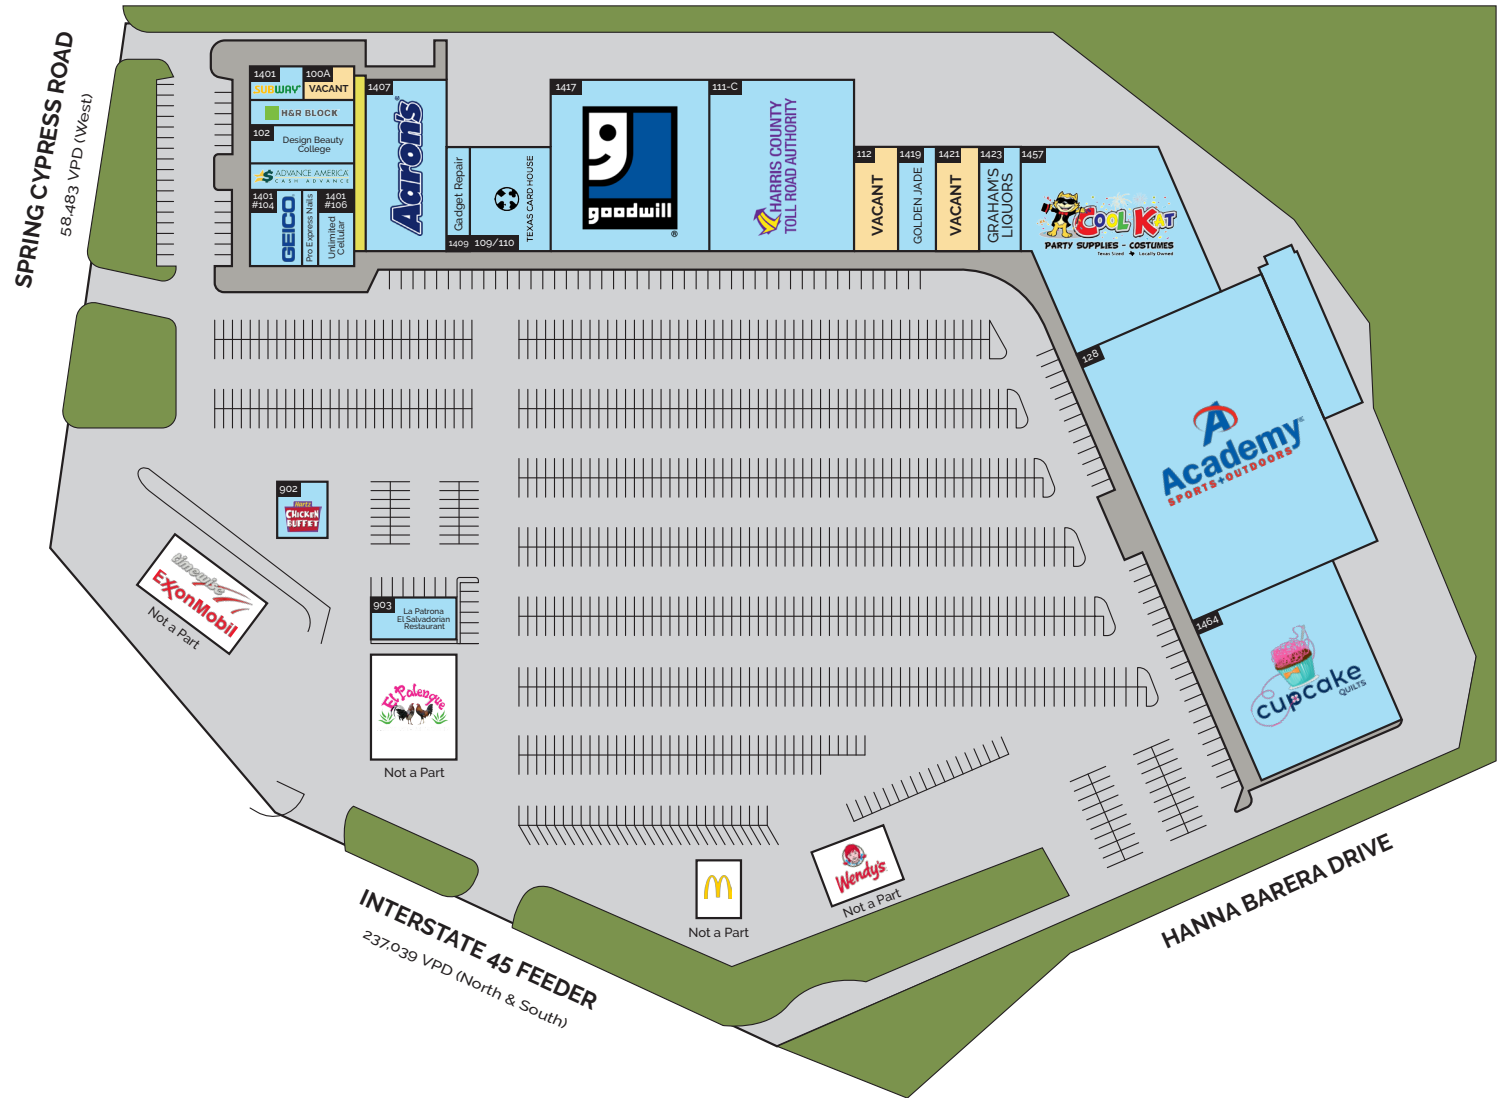 SPRING CYPRESS ROAD
58,483 VPD (West)
1401
SUBWAY
100A
VACANT
H&R BLOCK
102
Design Beauty
College
ADVANCE AMERICA
CASH ADVANCE
1401
#104
GEICO
Pro Express Nails
1401
#106
Unlimited
Cellular
1407
Aaron's
Gadget Repair
1409
109/110
TEXAS CARD HOUSE
1417
goodwill
111-C
HARRIS COUNTY
TOLL ROAD AUTHORITY
112
VACANT
1419
GOLDEN JADE
1421
VACANT
1423
GRAHAM'S
LIQUORS
1457
COOL KAT
PARTY SUPPLIES - COSTUMES
Texas Sized Locally Owned
128
Academy
SPORTS+OUTDOORS
1464
cupcake
QUILTS
902
CHICKEN
BUFFET
timewise
ExxonMobil
Not a Part
903
La Patrona
El Salvadorian
Restaurant
El Palenque
Not a Part
Not a Part
Wendy's
Not a Part
INTERSTATE 45 FEEDER
237,039 VPD (North & South)
HANNA BARERA DRIVE